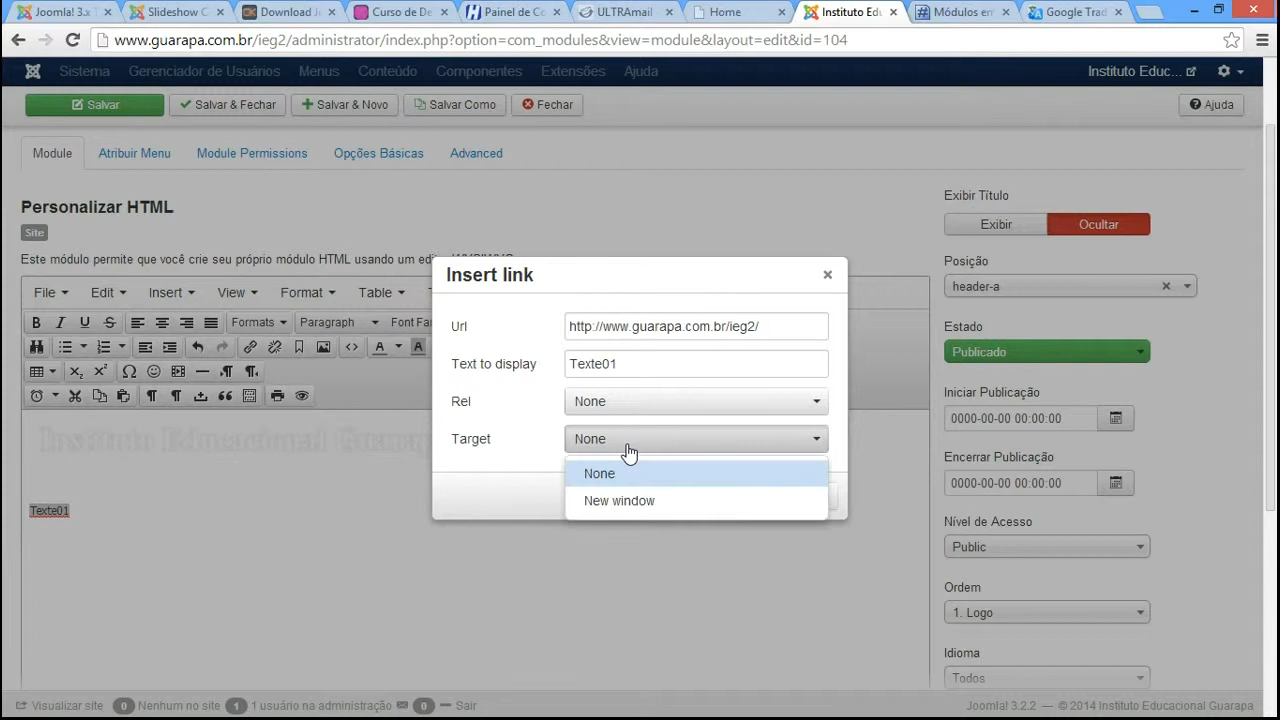 Joomla! 3.x T
Slideshow C
Download J
Curso de De
Painel de Co
ULTRAmail
Home
Instituto Edu
Módulos em
Google Trad
www.guarapa.com.br/ieg2/administrator/index.php?option=com_modules&view=module&layout=edit&id=104
Sistema Gerenciador de Usuários Menus Conteúdo Componentes Extensões Ajuda Instituto Educ...
Salvar Salvar & Fechar Salvar & Novo Salvar Como Fechar Ajuda
Module Atribuir Menu Module Permissions Opções Básicas Advanced
Personalizar HTML
Site
Este módulo permite que você crie seu próprio módulo HTML usando um
File Edit Insert View Format Table
Formats Paragraph Font Fam
Instituto Educacional Guarap
Texte01
Insert link ×
Url http://www.guarapa.com.br/ieg2/
Text to display Texte01
Rel None
Target None
None
New window
Exibir Título
Exibir Ocultar
Posição
header-a
Estado
Publicado
Iniciar Publicação
0000-00-00 00:00:00
Encerrar Publicação
0000-00-00 00:00:00
Nível de Acesso
Public
Ordem
1. Logo
Idioma
Todos
Visualizar site 0 Nenhum no site 1 1 usuário na administração 0 Sair Joomla! 3.2.2 — © 2014 Instituto Educacional Guarapa